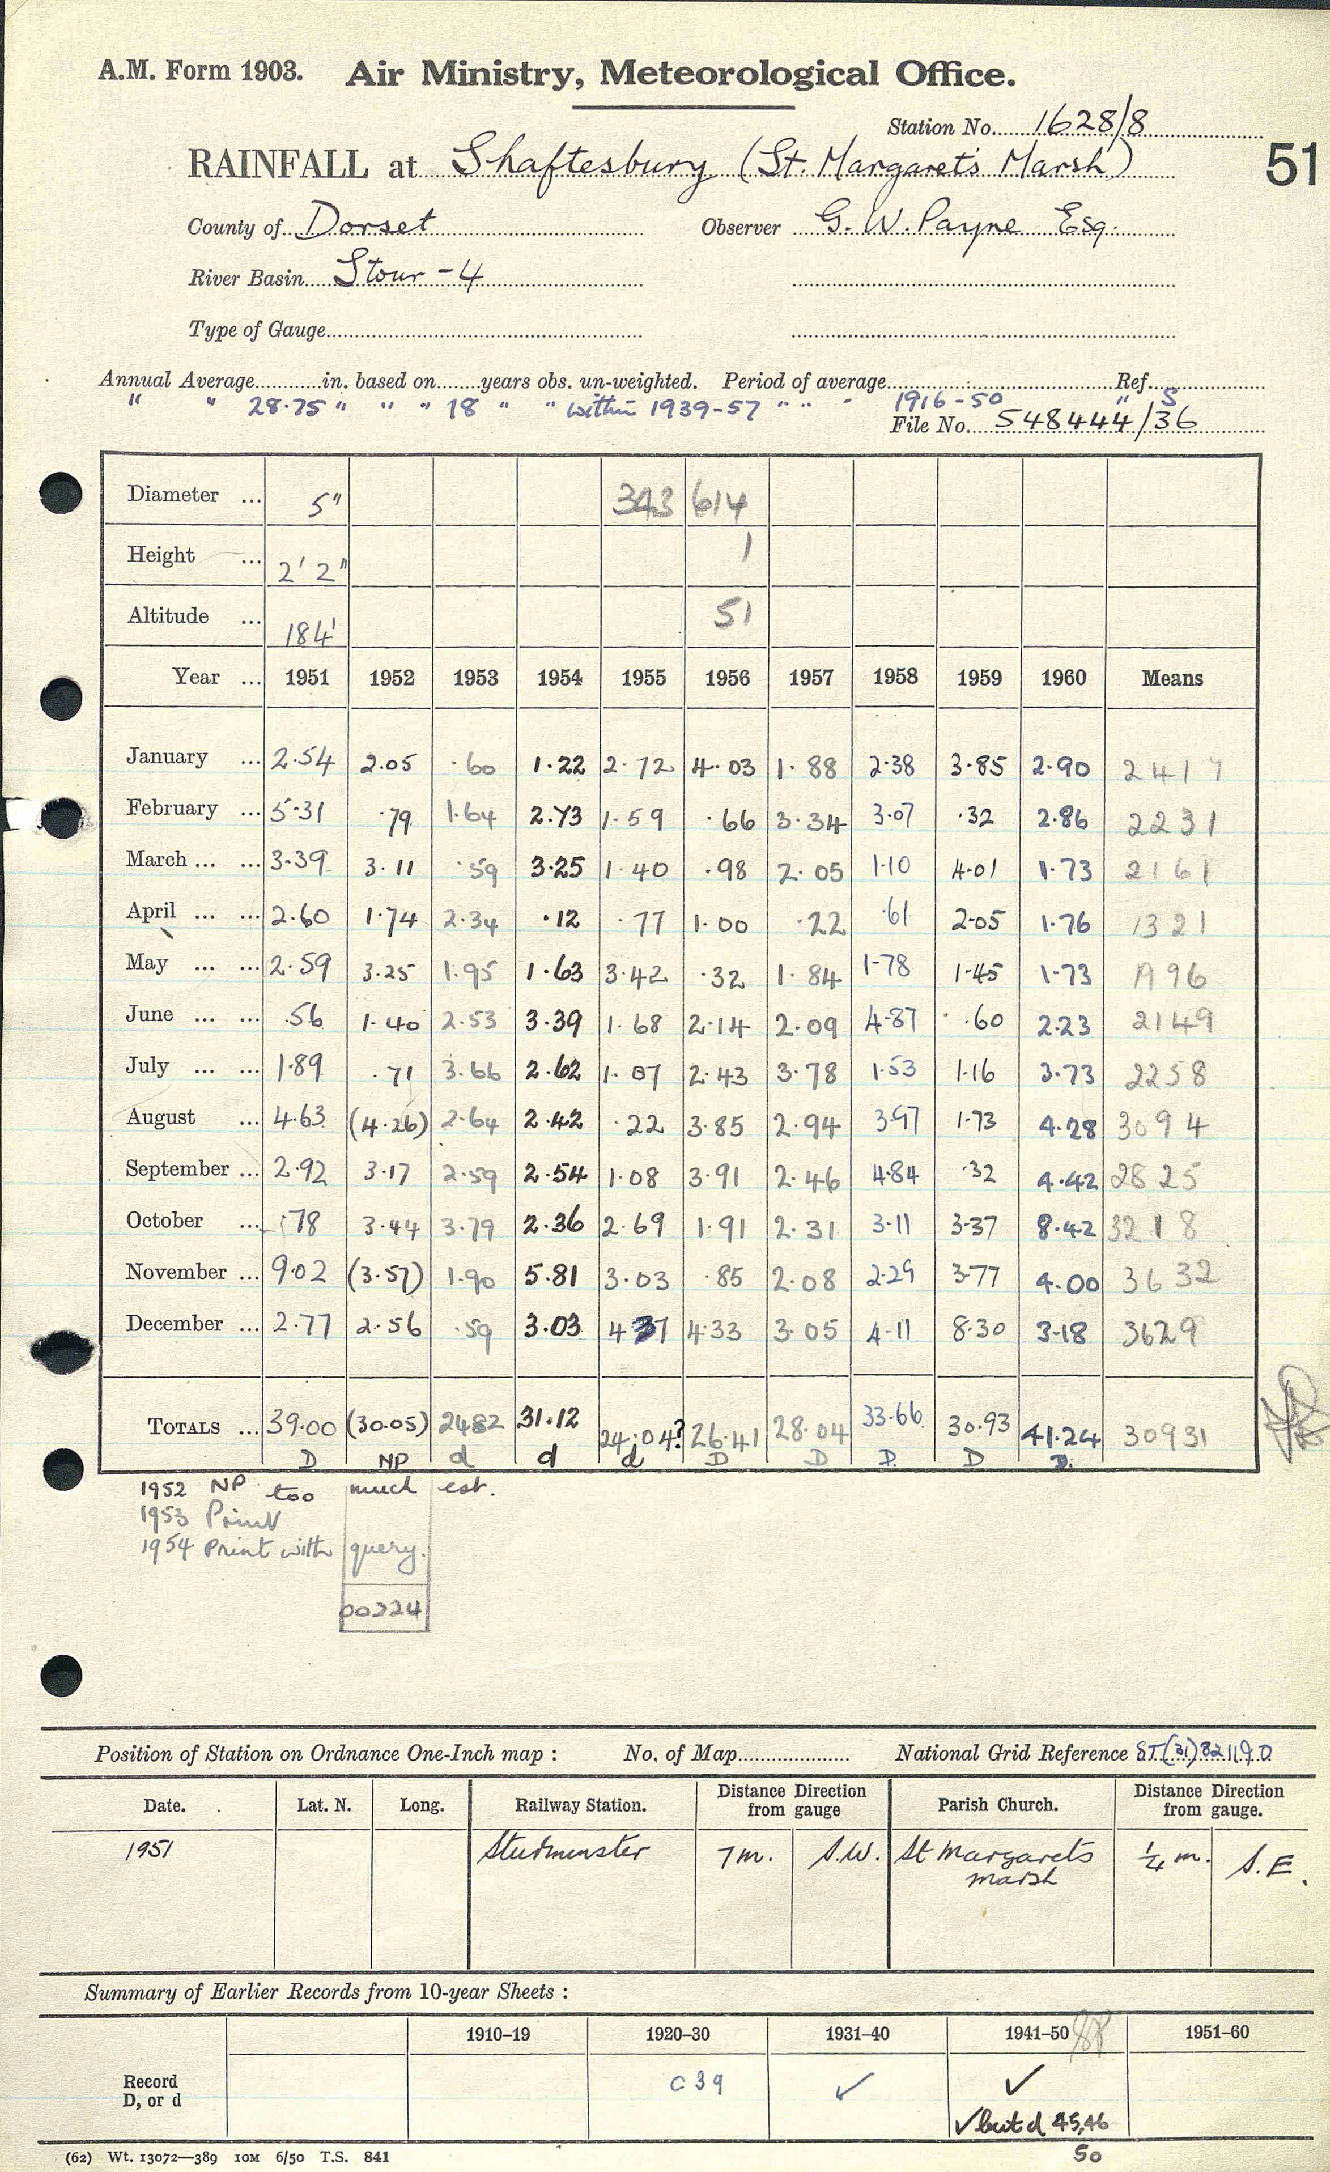 A.M. Form 1903. Air Ministry, Meteorological Office.
Station No. 1628/8
RAINFALL at Shaftesbury (St. Margaret's Marsh)
51
County of Dorset Observer G. W. Payne Esq.
River Basin Stour - 4
Type of Gauge
Annual Average in. based on years obs. un-weighted. Period of average Ref.
" " 28.75 " " " 18 " " within 1939-57 " " " 1916-50 " S
File No. 548444/36
Diameter ... 5" 343 614
Height ... 2' 2" 1
Altitude ... 184' 51
Year ... 1951 1952 1953 1954 1955 1956 1957 1958 1959 1960 Means
January ... 2.54 2.05 .60 1.22 2.72 4.03 1.88 2.38 3.85 2.90 2417
February ... 5.31 .79 1.64 2.73 1.59 .66 3.34 3.07 .32 2.86 2231
March ... ... 3.39 3.11 .59 3.25 1.40 .98 2.05 1.10 4.01 1.73 2161
April ... ... 2.60 1.74 2.34 .12 .77 1.00 .22 .61 2.05 1.76 1321
May ... ... 2.59 3.25 1.95 1.63 3.42 .32 1.84 1.78 1.45 1.73 1996
June ... ... .56 1.40 2.53 3.39 1.68 2.14 2.09 4.87 .60 2.23 2149
July ... ... 1.89 .71 3.66 2.62 1.07 2.43 3.78 1.53 1.16 3.73 2258
August ... 4.63 (4.26) 2.64 2.42 .22 3.85 2.94 3.97 1.73 4.28 3094
September ... 2.92 3.17 2.59 2.54 1.08 3.91 2.46 4.84 .32 4.42 2825
October ... .78 3.44 3.79 2.36 2.69 1.91 2.31 3.11 3.37 8.42 3218
November ... 9.02 (3.57) 1.90 5.81 3.03 .85 2.08 2.29 3.77 4.00 3632
December ... 2.77 2.56 .59 3.03 4.37 4.33 3.05 4.11 8.30 3.18 3629
TOTALS ... 39.00 (30.05) 24.82 31.12 24.04? 26.41 28.04 33.66 30.93 41.24 30931
D NP d d d D D D. D D.
1952 NP too much est.
1953 Print
1954 Print with query.
00224
Position of Station on Ordnance One-Inch map : No. of Map National Grid Reference ST(31)821190
Date. Lat. N. Long. Railway Station. Distance Direction from gauge Parish Church. Distance Direction from gauge.
1951 Sturminster 7 m. S.W. St Margarets Marsh ¼ m. S.E.
Summary of Earlier Records from 10-year Sheets :
1910–19 1920–30 1931–40 1941–50 1951–60
Record D, or d C 39 ✓ ✓
✓ but d 45,46
50
(62) Wt. 13072—389 10M 6/50 T.S. 841